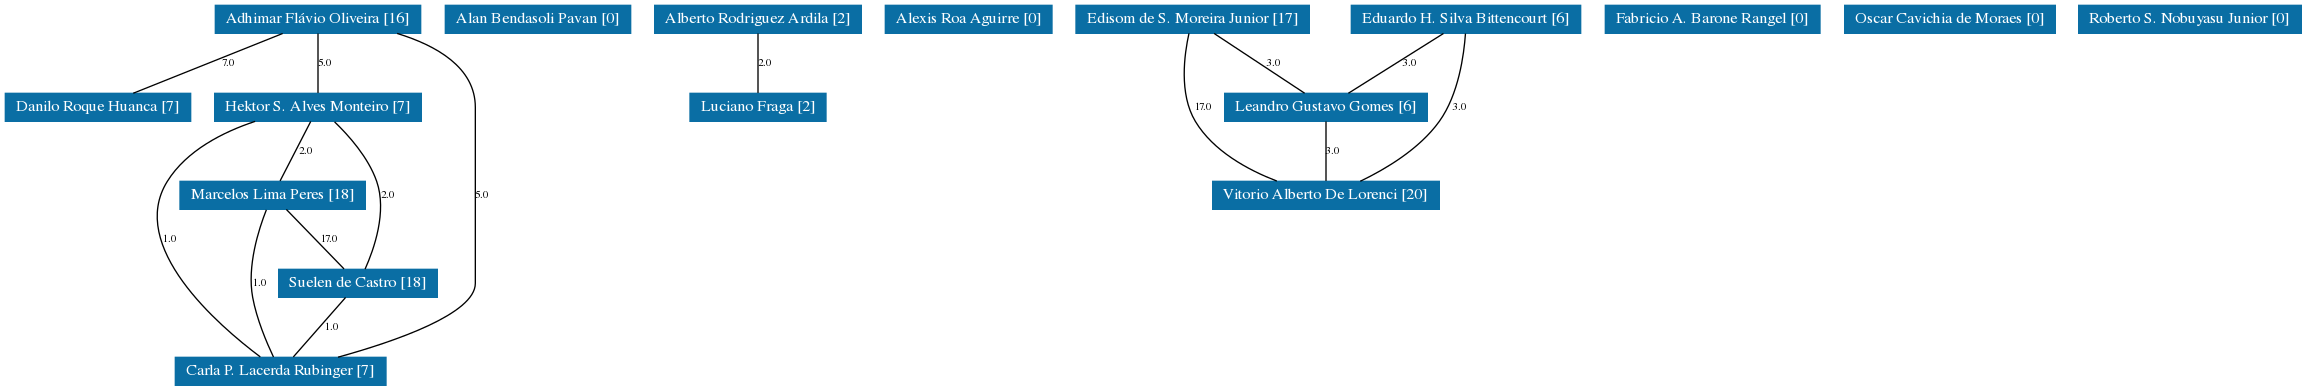 Adhimar Flávio Oliveira [16]
Alan Bendasoli Pavan [0]
Alberto Rodriguez Ardila [2]
Alexis Roa Aguirre [0]
Edisom de S. Moreira Junior [17]
Eduardo H. Silva Bittencourt [6]
Fabricio A. Barone Rangel [0]
Oscar Cavichia de Moraes [0]
Roberto S. Nobuyasu Junior [0]
7.0
5.0
2.0
3.0
3.0
Danilo Roque Huanca [7]
Hektor S. Alves Monteiro [7]
Luciano Fraga [2]
17.0
Leandro Gustavo Gomes [6]
3.0
2.0
3.0
Marcelos Lima Peres [18]
2.0
5.0
Vitorio Alberto De Lorenci [20]
1.0
17.0
1.0
Suelen de Castro [18]
1.0
Carla P. Lacerda Rubinger [7]